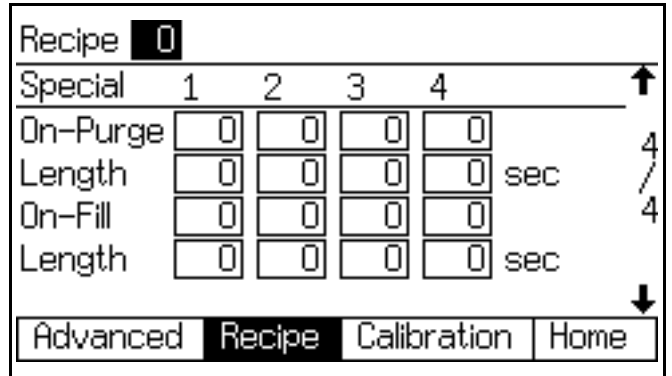 Recipe 0
Special 1 2 3 4
On-Purge 0 0 0 0
Length 0 0 0 0 sec
On-Fill 0 0 0 0
Length 0 0 0 0 sec
4/4
Advanced Recipe Calibration Home